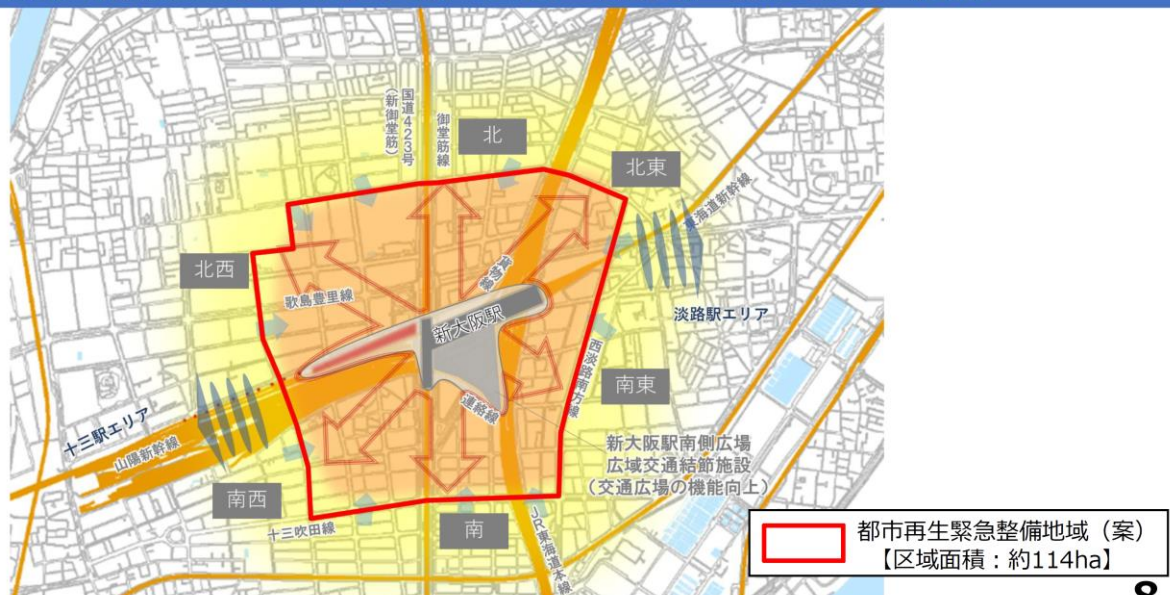 国道423号
(新御堂筋)
御堂筋線
北
北東
東海道新幹線
北西
貨物線
歌島豊里線
新大阪駅
淡路駅エリア
西淡路南方線
南東
連絡線
十三駅エリア
山陽新幹線
新大阪駅南側広場
広域交通結節施設
(交通広場の機能向上)
南西
十三吹田線
南
JR東海道本線
都市再生緊急整備地域(案)
【区域面積:約114ha】
8